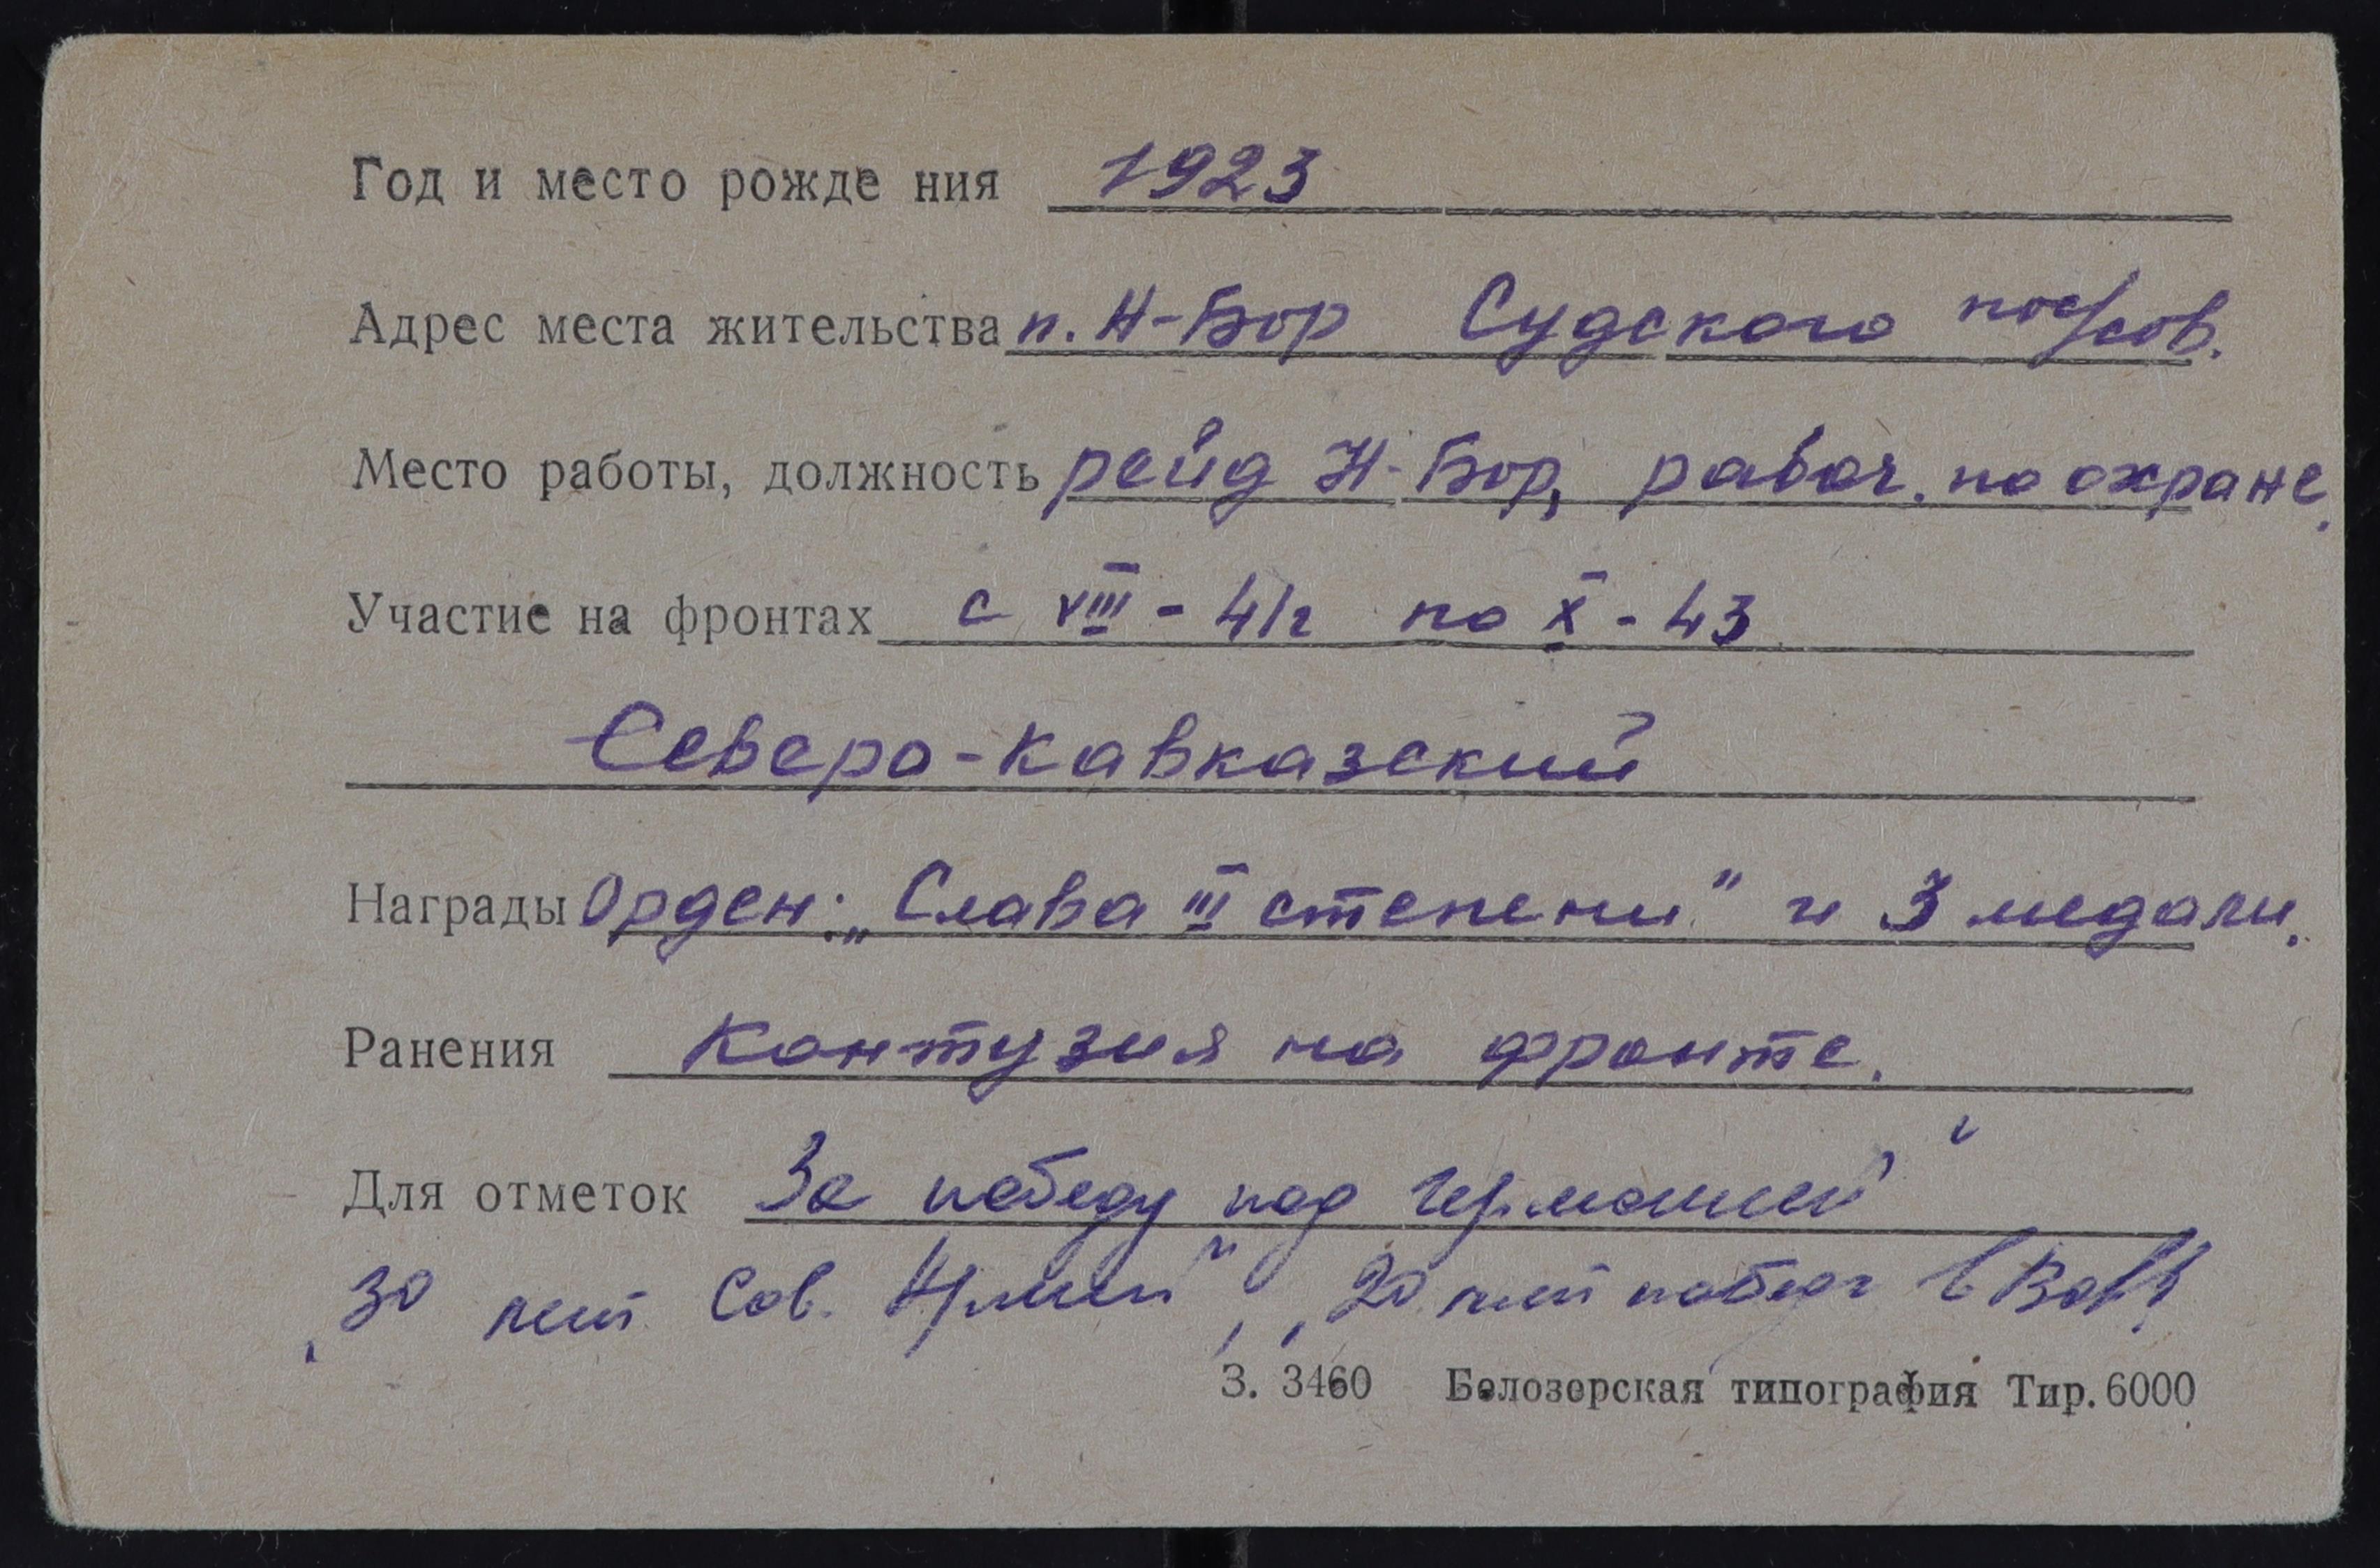 Год и место рожде ния 1923
Адрес места жительства п. Н-Бор Судского пос/сов.
Место работы, должность рейд Н-Бор, рабоч. по охране.
Участие на фронтах с VIII - 41г по X - 43
Северо-Кавказский
Награды Орден: „Слава III степени" и 3 медали.
Ранения Контузия на фронте.
Для отметок За победу над Германией"
„30 лет Сов. Армии", „20 лет победы в ВОВ"
З. 3460 Белозерская типография Тир. 6000